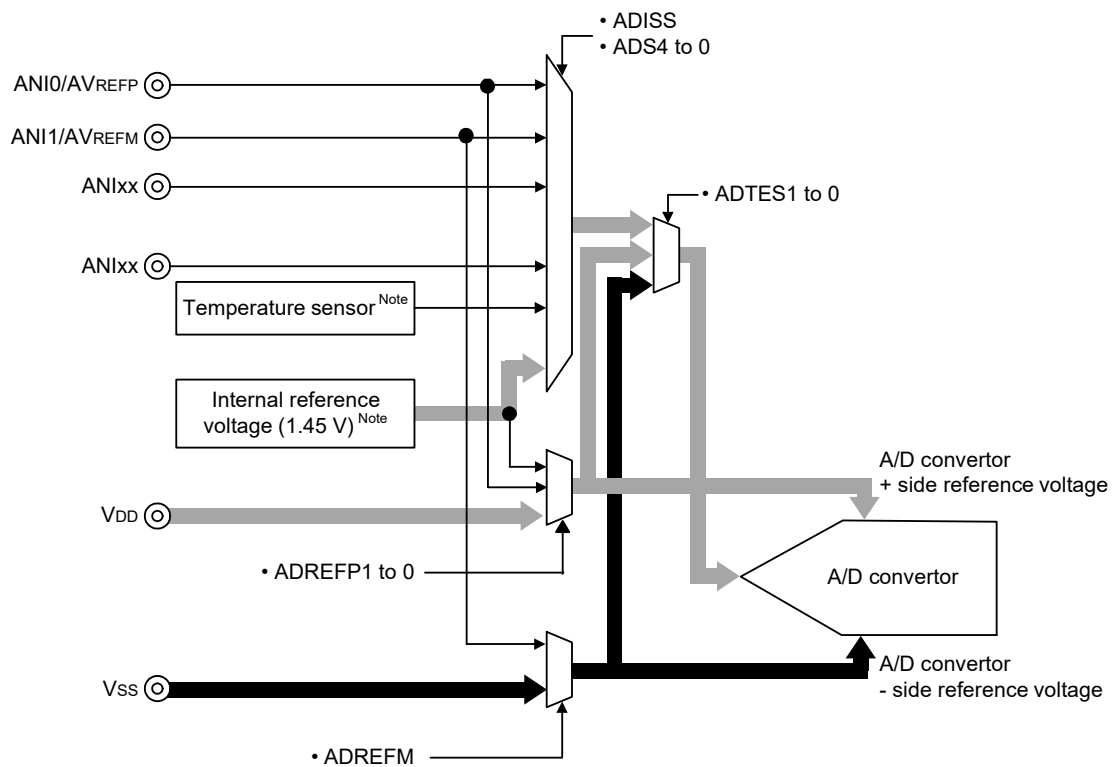 • ADISS
• ADS4 to 0
ANI0/AVREFP
ANI1/AVREFM
ANIxx
• ADTES1 to 0
ANIxx
Temperature sensor Note
Internal reference
voltage (1.45 V) Note
A/D convertor
+ side reference voltage
VDD
A/D convertor
• ADREFP1 to 0
A/D convertor
- side reference voltage
VSS
• ADREFM